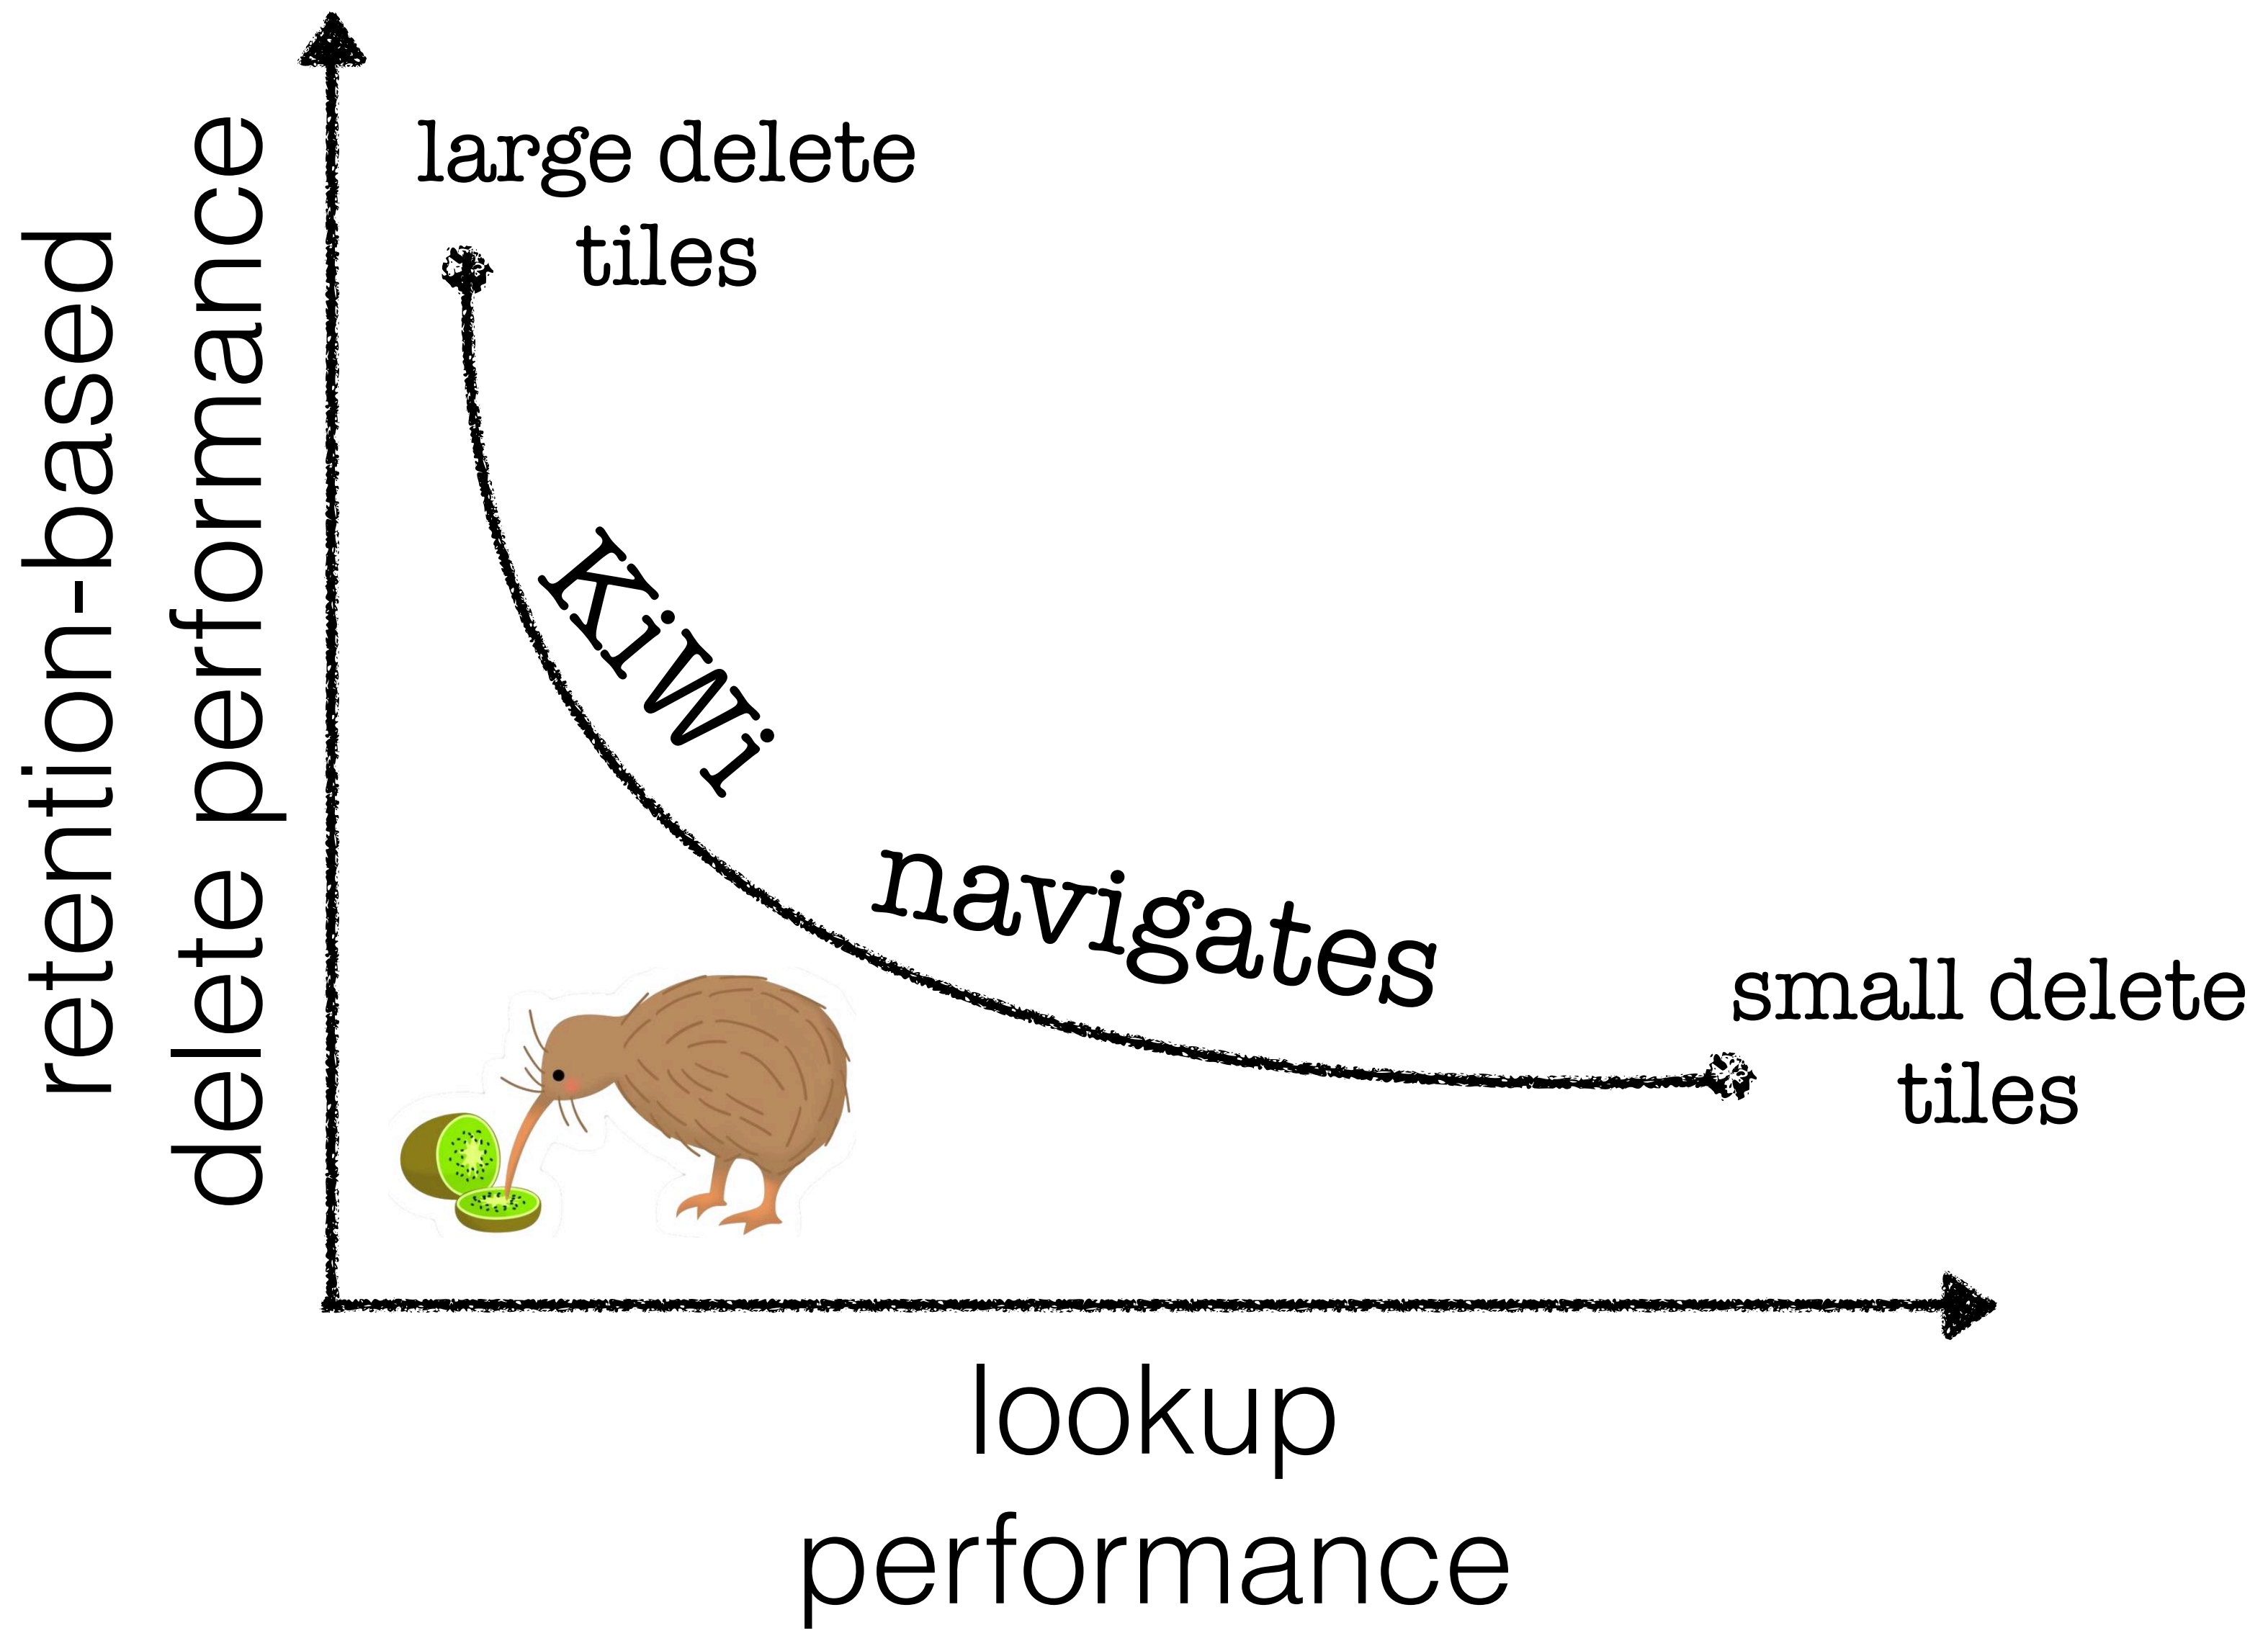 retention-based
delete performance
large delete
tiles
KiWi
navigates
small delete
tiles
lookup
performance